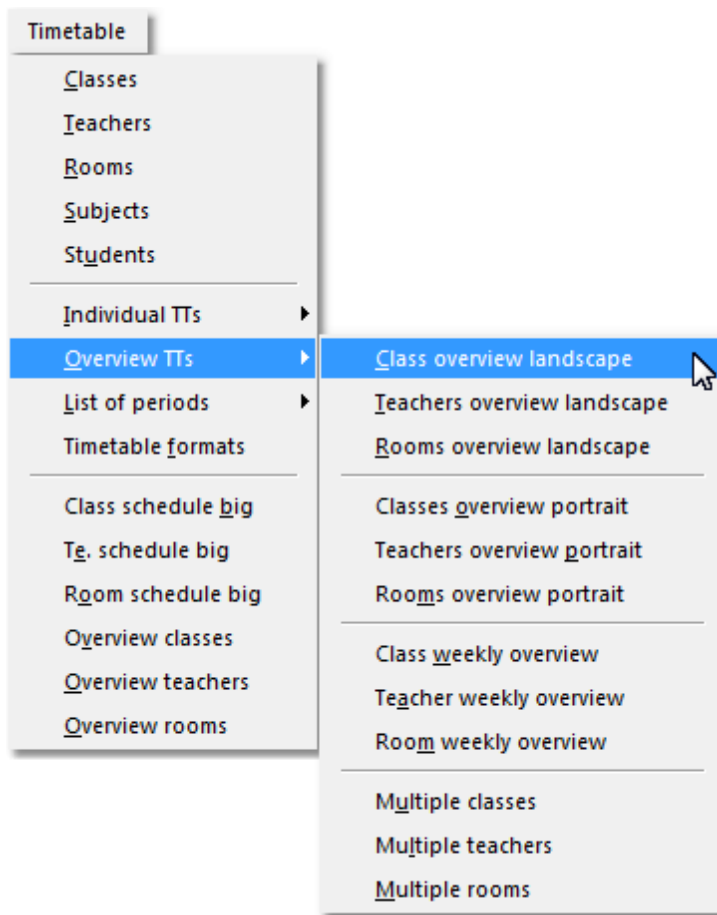 Timetable
Classes
Teachers
Rooms
Subjects
Students
Individual TTs
Overview TTs
List of periods
Timetable formats
Class schedule big
Te. schedule big
Room schedule big
Overview classes
Overview teachers
Overview rooms
Class overview landscape
Teachers overview landscape
Rooms overview landscape
Classes overview portrait
Teachers overview portrait
Rooms overview portrait
Class weekly overview
Teacher weekly overview
Room weekly overview
Multiple classes
Multiple teachers
Multiple rooms